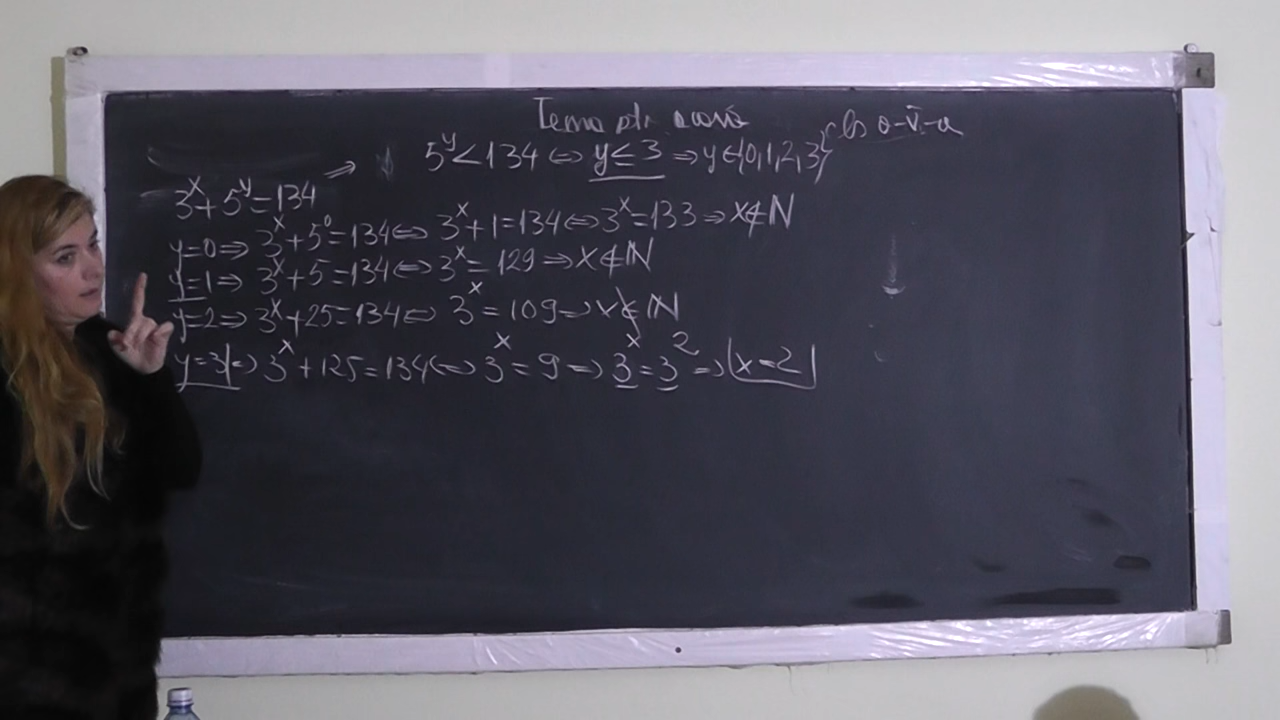 Tema ptr. acasă cls a-V-a
⇒ 5^y < 134 ⇔ y ≤ 3 ⇒ y ∈ {0, 1, 2, 3}
3^x + 5^y = 134
y = 0 ⇒ 3^x + 5^0 = 134 ⇔ 3^x + 1 = 134 ⇔ 3^x = 133 ⇒ x ∉ N
y = 1 ⇒ 3^x + 5 = 134 ⇔ 3^x = 129 ⇒ x ∉ N
y = 2 ⇒ 3^x + 25 = 134 ⇔ 3^x = 109 ⇒ x ∉ N
y = 3 ⇒ 3^x + 125 = 134 ⇔ 3^x = 9 ⇒ 3^x = 3^2 ⇒ x = 2